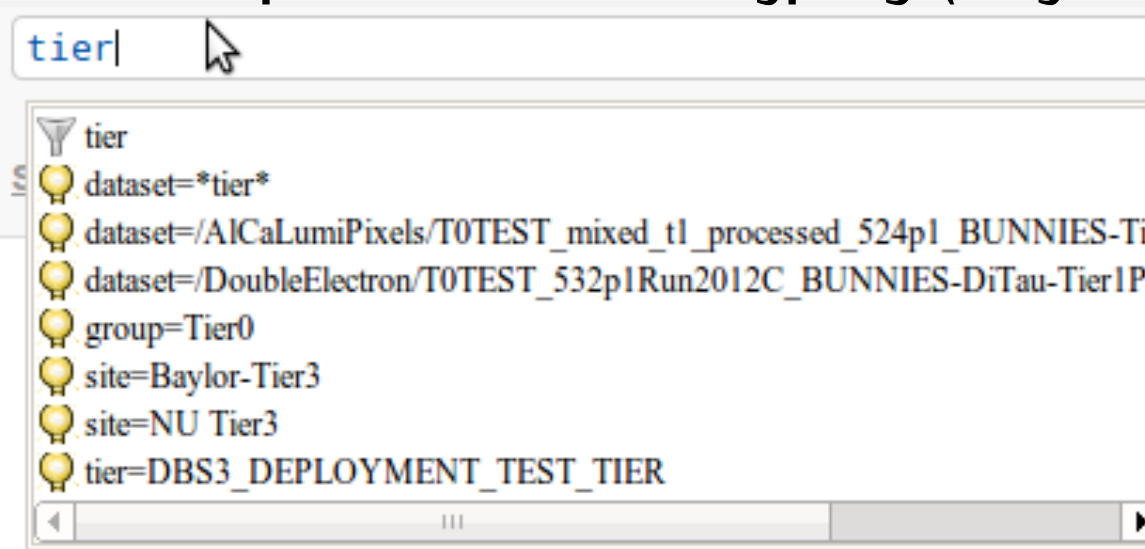 tier
tier
dataset=*tier*
dataset=/AlCaLumiPixels/T0TEST_mixed_t1_processed_524p1_BUNNIES-Ti
dataset=/DoubleElectron/T0TEST_532p1Run2012C_BUNNIES-DiTau-Tier1P
group=Tier0
site=Baylor-Tier3
site=NU Tier3
tier=DBS3_DEPLOYMENT_TEST_TIER